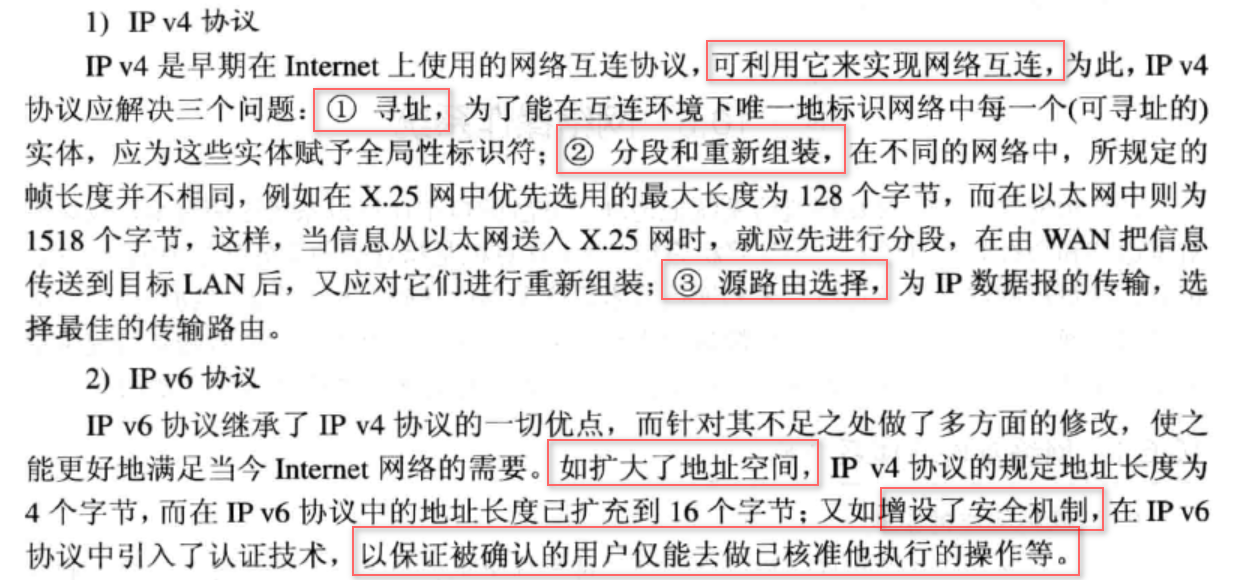 1) IP v4 协议
IP v4 是早期在 Internet 上使用的网络互连协议，可利用它来实现网络互连，为此，IP v4
协议应解决三个问题：① 寻址，为了能在互连环境下唯一地标识网络中每一个(可寻址的)
实体，应为这些实体赋予全局性标识符；② 分段和重新组装，在不同的网络中，所规定的
帧长度并不相同，例如在 X.25 网中优先选用的最大长度为 128 个字节，而在以太网中则为
1518 个字节，这样，当信息从以太网送入 X.25 网时，就应先进行分段，在由 WAN 把信息
传送到目标 LAN 后，又应对它们进行重新组装；③ 源路由选择，为 IP 数据报的传输，选
择最佳的传输路由。
2) IP v6 协议
IP v6 协议继承了 IP v4 协议的一切优点，而针对其不足之处做了多方面的修改，使之
能更好地满足当今 Internet 网络的需要。如扩大了地址空间，IP v4 协议的规定地址长度为
4 个字节，而在 IP v6 协议中的地址长度已扩充到 16 个字节；又如增设了安全机制，在 IP v6
协议中引入了认证技术，以保证被确认的用户仅能去做已核准他执行的操作等。